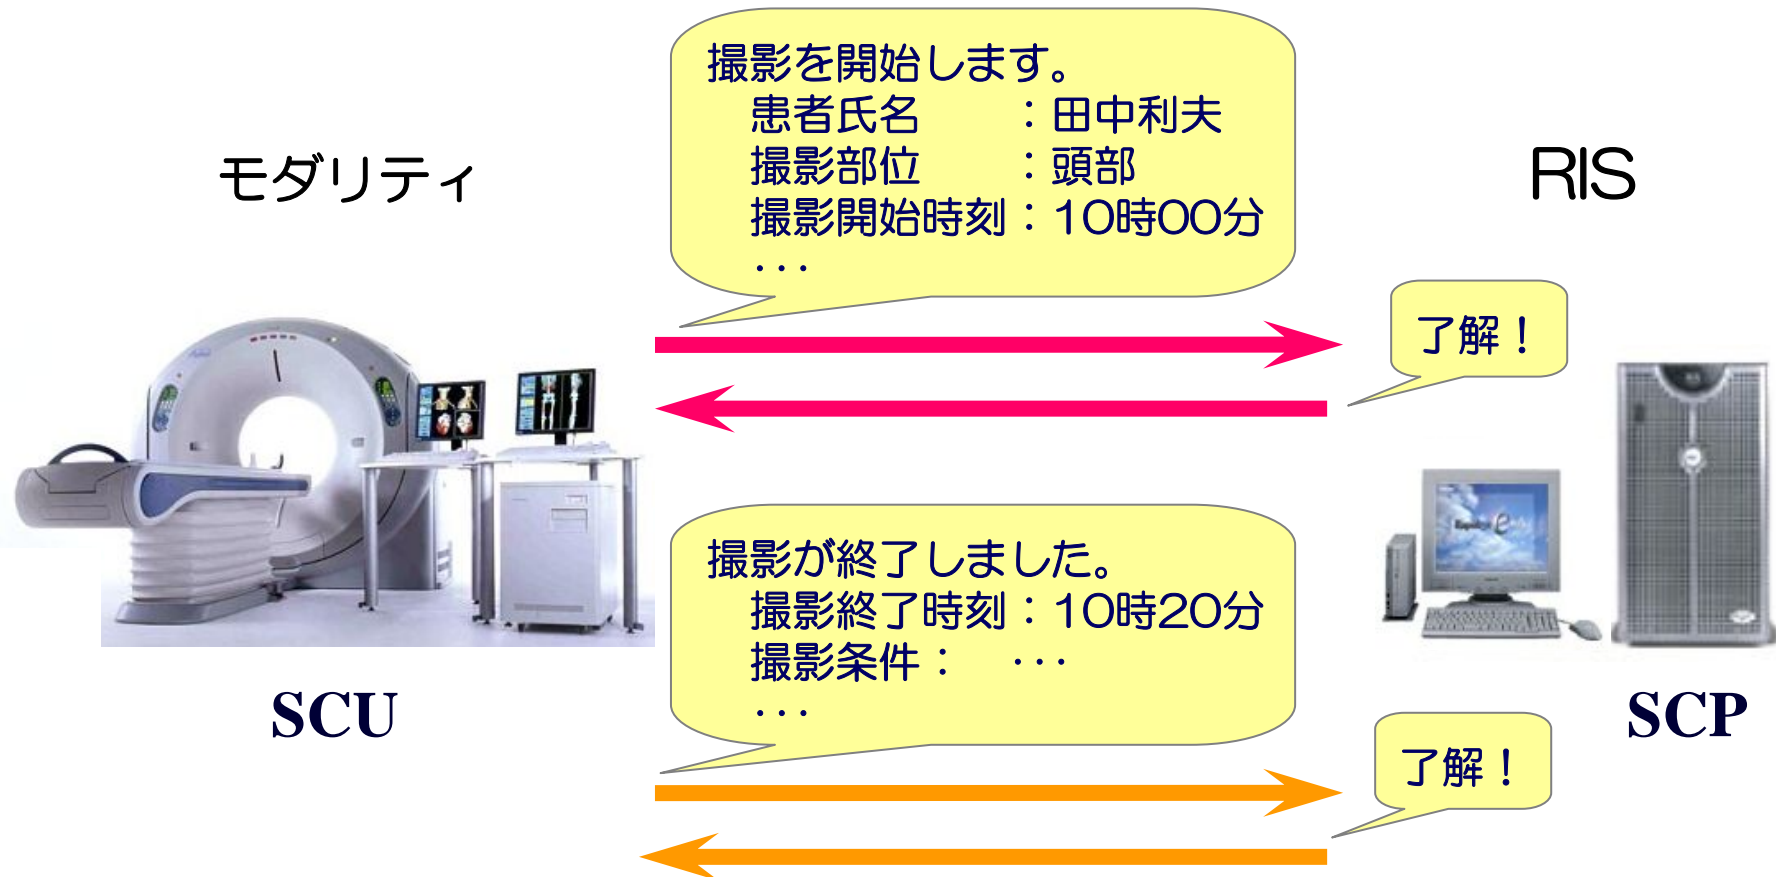 撮影を開始します。
患者氏名　　：田中利夫
撮影部位　　：頭部
撮影開始時刻：10時00分
・・・
モダリティ
RIS
了解！
撮影が終了しました。
撮影終了時刻：10時20分
撮影条件：　・・・
・・・
SCU
SCP
了解！